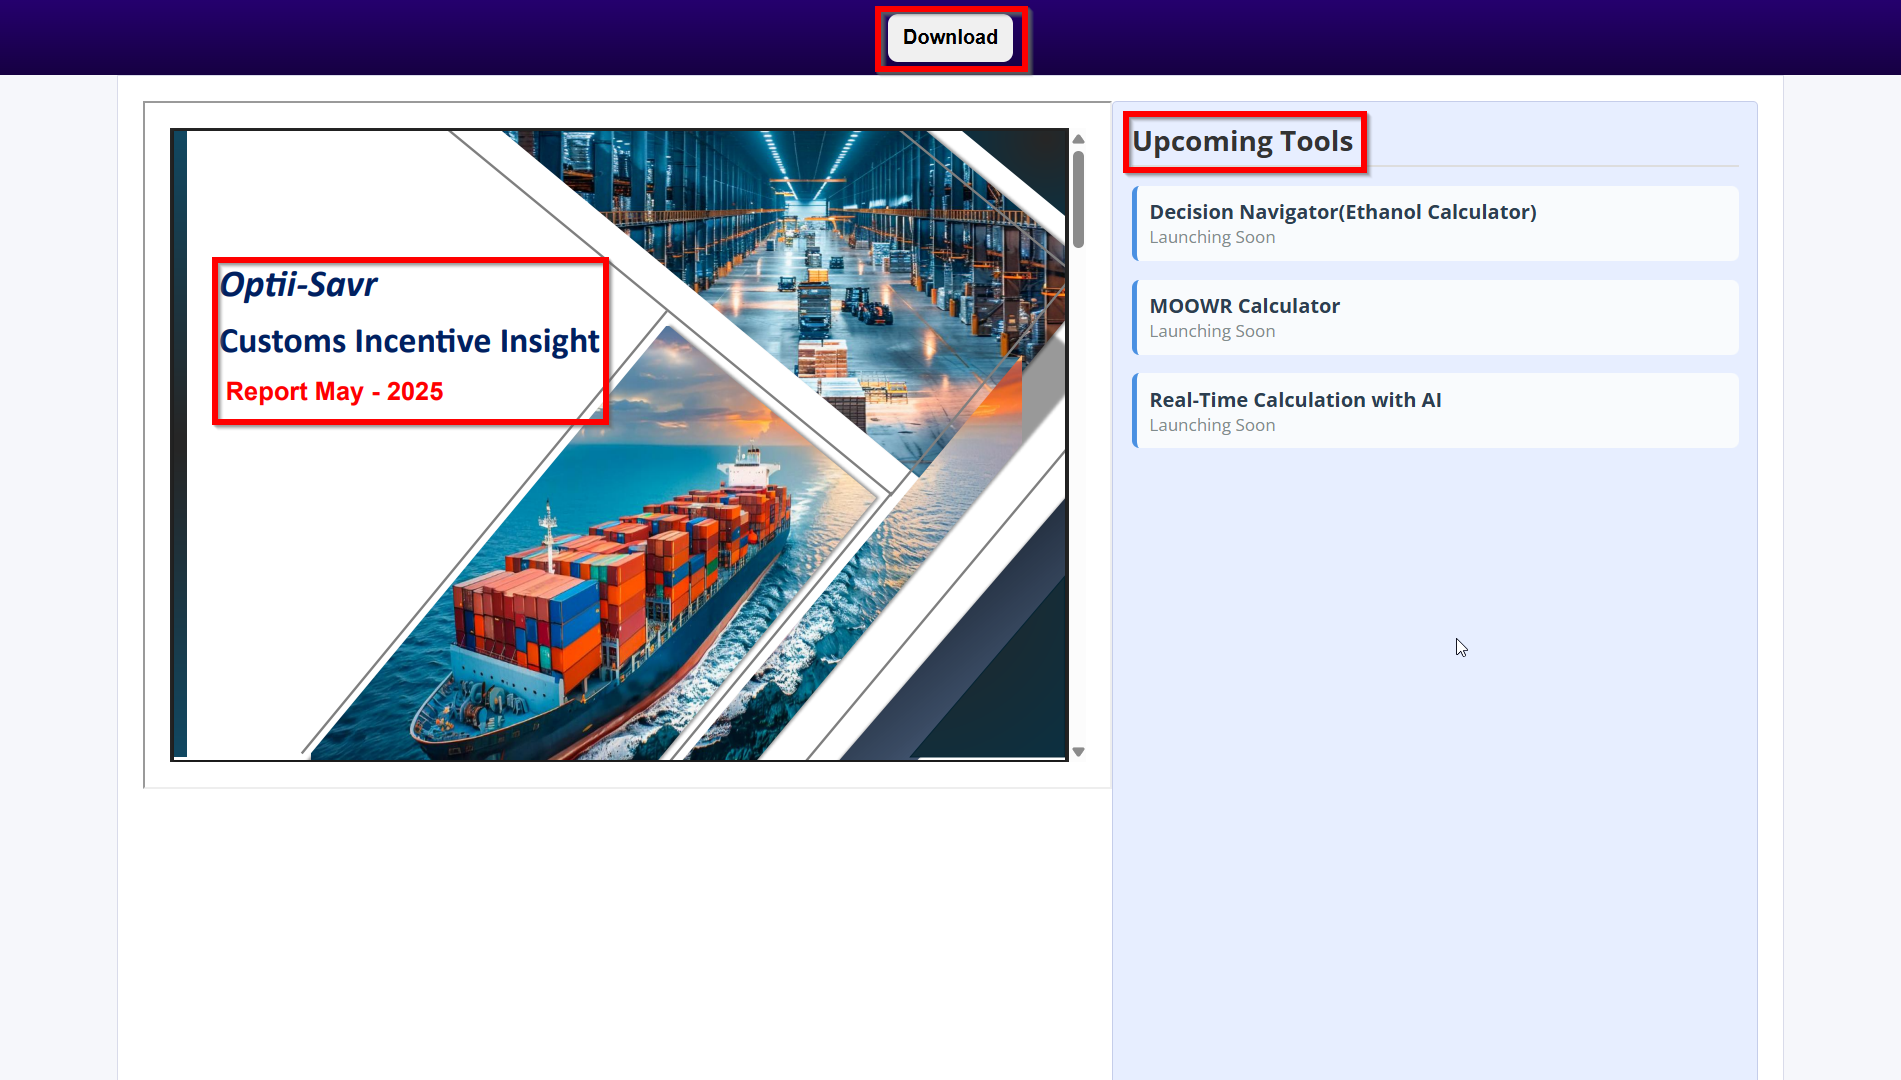 Download
Optii-Savr
Customs Incentive Insight
Report May - 2025
Upcoming Tools
Decision Navigator(Ethanol Calculator)
Launching Soon
MOOWR Calculator
Launching Soon
Real-Time Calculation with AI
Launching Soon